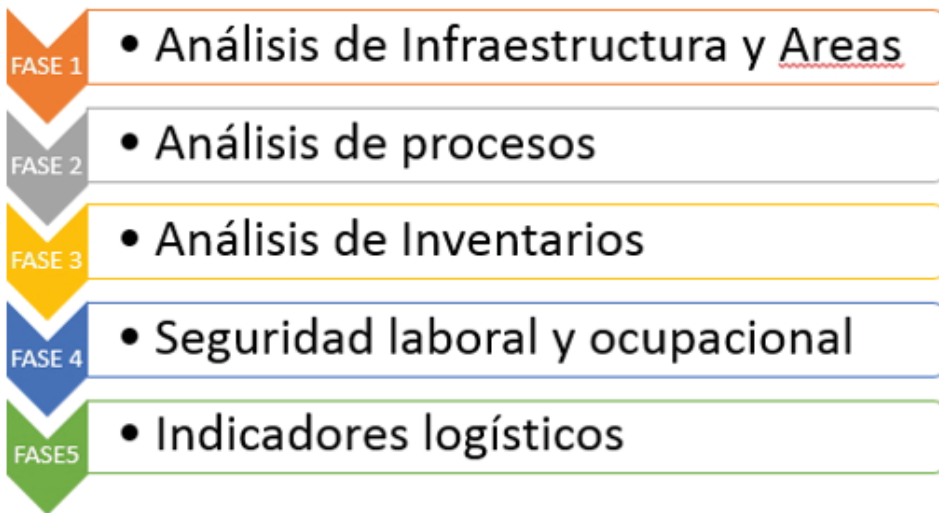 FASE 1
• Análisis de Infraestructura y Areas
FASE 2
• Análisis de procesos
FASE 3
• Análisis de Inventarios
FASE 4
• Seguridad laboral y ocupacional
FASE5
• Indicadores logísticos